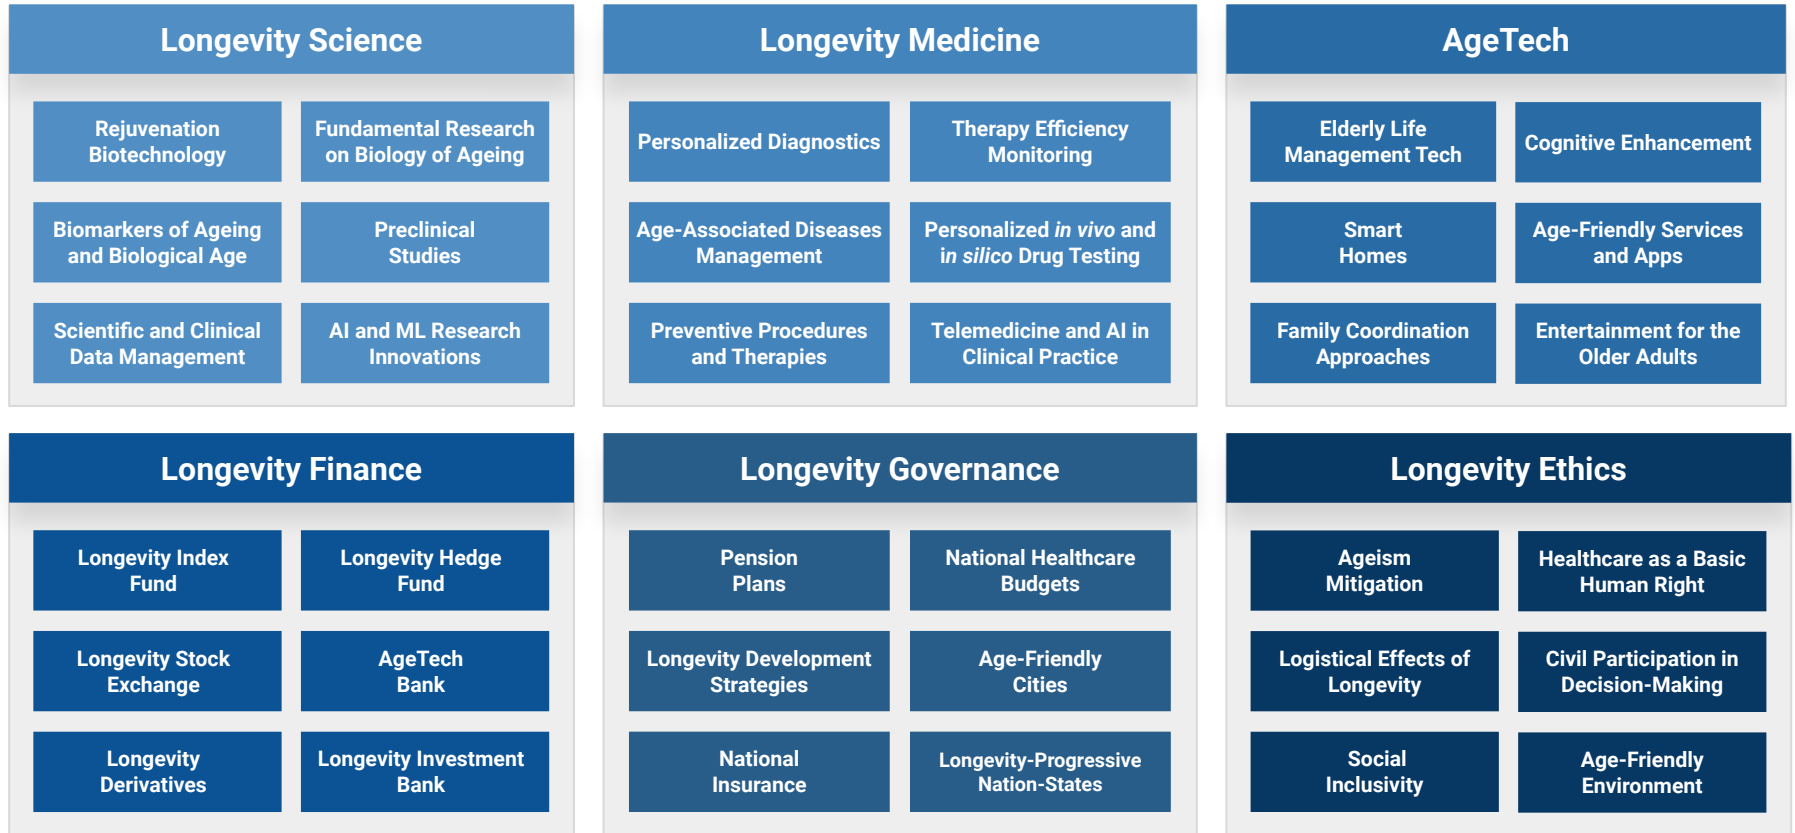 Longevity Science
Rejuvenation
Biotechnology
Fundamental Research
on Biology of Ageing
Biomarkers of Ageing
and Biological Age
Preclinical
Studies
Scientific and Clinical
Data Management
AI and ML Research
Innovations
Longevity Medicine
Personalized Diagnostics
Therapy Efficiency
Monitoring
Age-Associated Diseases
Management
Personalized in vivo and
in silico Drug Testing
Preventive Procedures
and Therapies
Telemedicine and AI in
Clinical Practice
AgeTech
Elderly Life
Management Tech
Cognitive Enhancement
Smart
Homes
Age-Friendly Services
and Apps
Family Coordination
Approaches
Entertainment for the
Older Adults
Longevity Finance
Longevity Index
Fund
Longevity Hedge
Fund
Longevity Stock
Exchange
AgeTech
Bank
Longevity
Derivatives
Longevity Investment
Bank
Longevity Governance
Pension
Plans
National Healthcare
Budgets
Longevity Development
Strategies
Age-Friendly
Cities
National
Insurance
Longevity-Progressive
Nation-States
Longevity Ethics
Ageism
Mitigation
Healthcare as a Basic
Human Right
Logistical Effects of
Longevity
Civil Participation in
Decision-Making
Social
Inclusivity
Age-Friendly
Environment